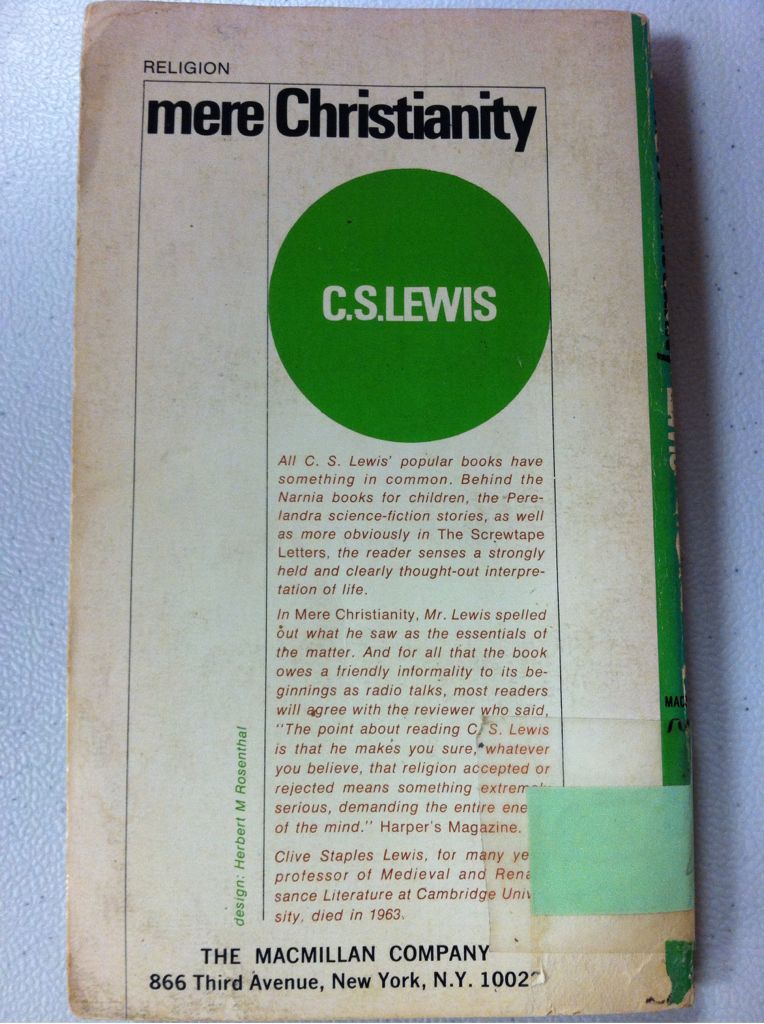 RELIGION
mere Christianity
C.S.LEWIS
All C. S. Lewis' popular books have
something in common. Behind the
Narnia books for children, the Pere-
landra science-fiction stories, as well
as more obviously in The Screwtape
Letters, the reader senses a strongly
held and clearly thought-out interpre-
tation of life.
In Mere Christianity, Mr. Lewis spelled
out what he saw as the essentials of
the matter. And for all that the book
owes a friendly informality to its be-
ginnings as radio talks, most readers
will agree with the reviewer who said,
"The point about reading C. S. Lewis
is that he makes you sure, whatever
you believe, that religion accepted or
rejected means something extremely
serious, demanding the entire ene
of the mind." Harper's Magazine.
Clive Staples Lewis, for many ye
professor of Medieval and Rena
sance Literature at Cambridge Univ
sity, died in 1963.
design: Herbert M Rosenthal
THE MACMILLAN COMPANY
866 Third Avenue, New York, N.Y. 10022
MAC